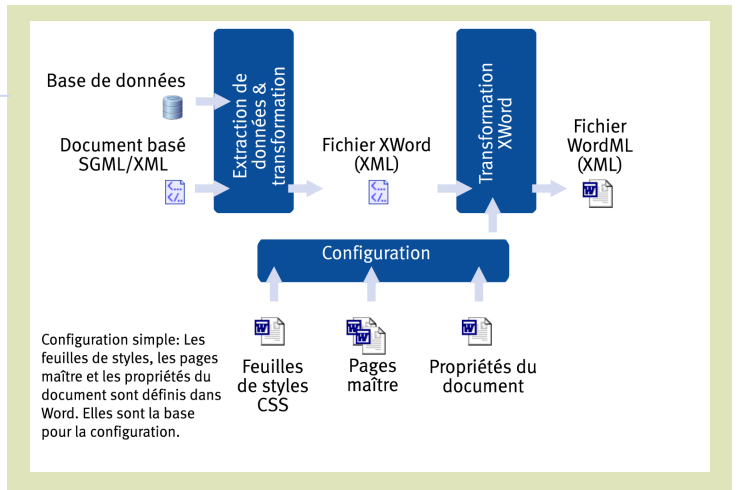 Base de données
Document basé
SGML/XML
Extraction de
données &
transformation
Fichier XWord
(XML)
Transformation
XWord
Fichier
WordML
(XML)
Configuration
Feuilles
de styles
CSS
Pages
maître
Propriétés du
document
Configuration simple: Les
feuilles de styles, les pages
maître et les propriétés du
document sont définis dans
Word. Elles sont la base
pour la configuration.